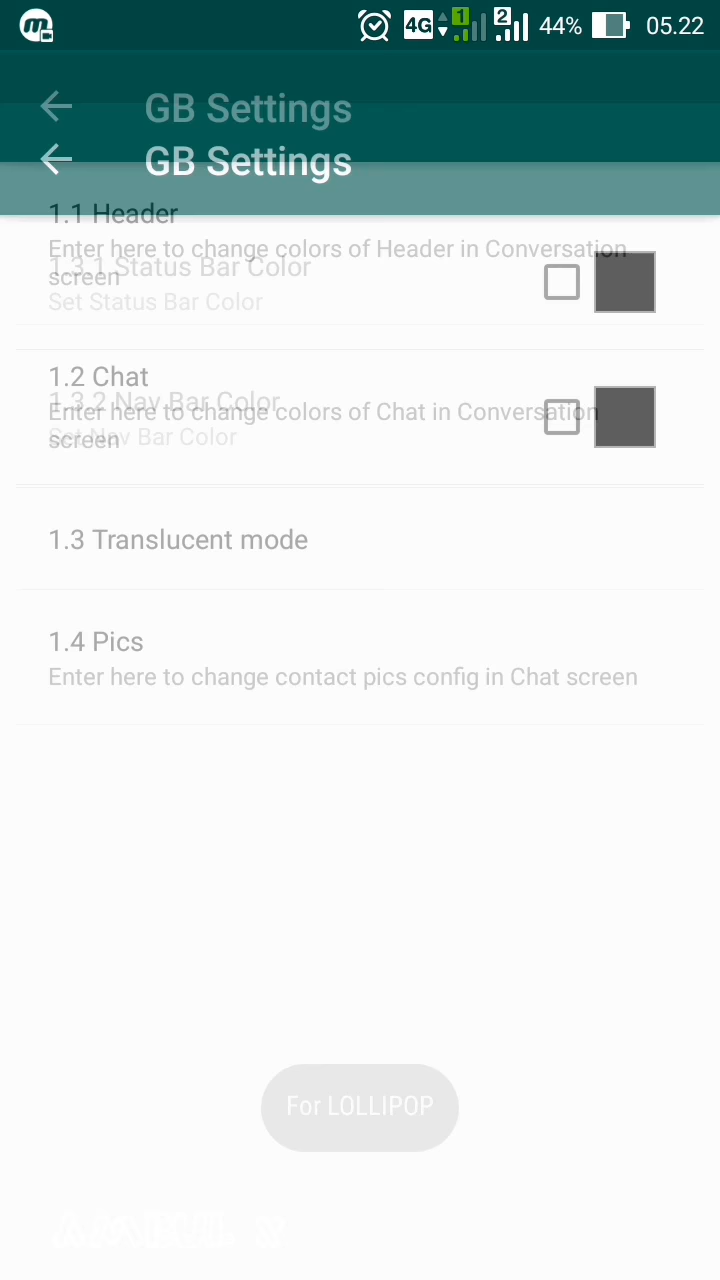 4G 1 2 44% 05.22
GB Settings
GB Settings
1.1 Header
Enter here to change colors of Header in Conversation
screen
1.3.1 Status Bar Color
Set Status Bar Color
1.2 Chat
Enter here to change colors of Chat in Conversation
screen
1.3.2 Nav Bar Color
Set Nav Bar Color
1.3 Translucent mode
1.4 Pics
Enter here to change contact pics config in Chat screen
For LOLLIPOP